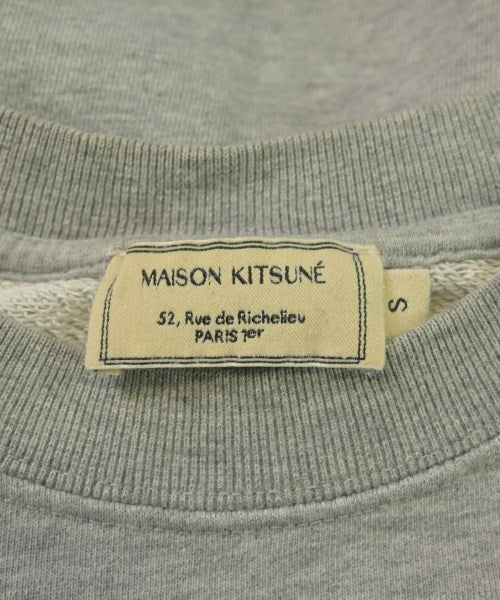 MAISON KITSUNÉ
52, Rue de Richelieu
PARIS 1er
S